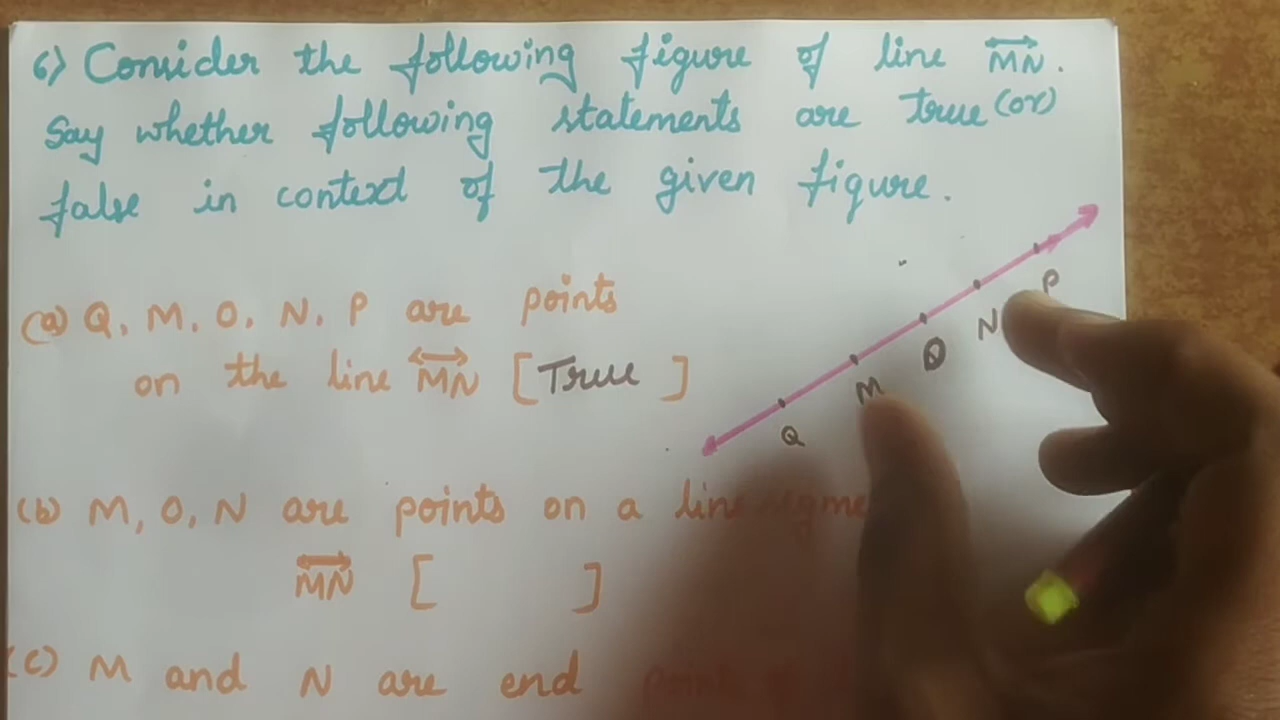 6) Consider the following figure of line MN.
Say whether following statements are true (or)
false in context of the given figure.
(a) Q, M, O, N, P are points
on the line MN [True]
P
N
O
M
Q
(b) M, O, N are points on a line
MN [ ]
(c) M and N are end point